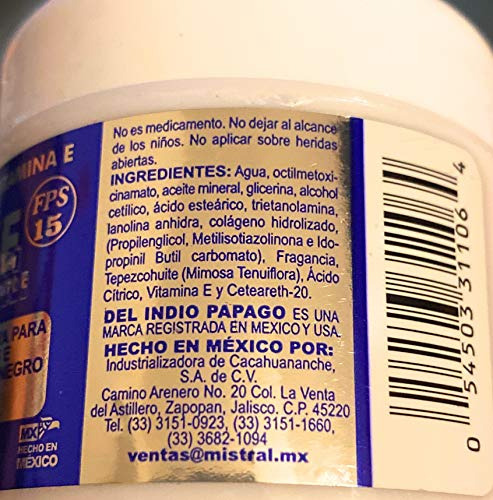 No es medicamento. No dejar al alcance
de los niños. No aplicar sobre heridas
abiertas.
INGREDIENTES: Agua, octilmetoxi-
cinamato, aceite mineral, glicerina, alcohol
cetílico, ácido esteárico, trietanolamina,
lanolina anhidra, colágeno hidrolizado,
(Propilenglicol, Metilisotiazolinona e Ido-
propinil Butil carbomato), Fragancia,
Tepezcohuite (Mimosa Tenuiflora), Ácido
Cítrico, Vitamina E y Ceteareth-20.
DEL INDIO PAPAGO ES UNA
MARCA REGISTRADA EN MEXICO Y USA.
HECHO EN MÉXICO POR:
Industrializadora de Cacahuananche,
S.A. de C.V.
Camino Arenero No. 20 Col. La Venta
del Astillero, Zapopan, Jalisco. C.P. 45220
Tel. (33) 3151-0923, (33) 3151-1660,
(33) 3682-1094
ventas@mistral.mx
AMINA E
FPS
15
E
PARA
E
NEGRO
MX
HECHO EN
MÉXICO
0 54503 31106 4